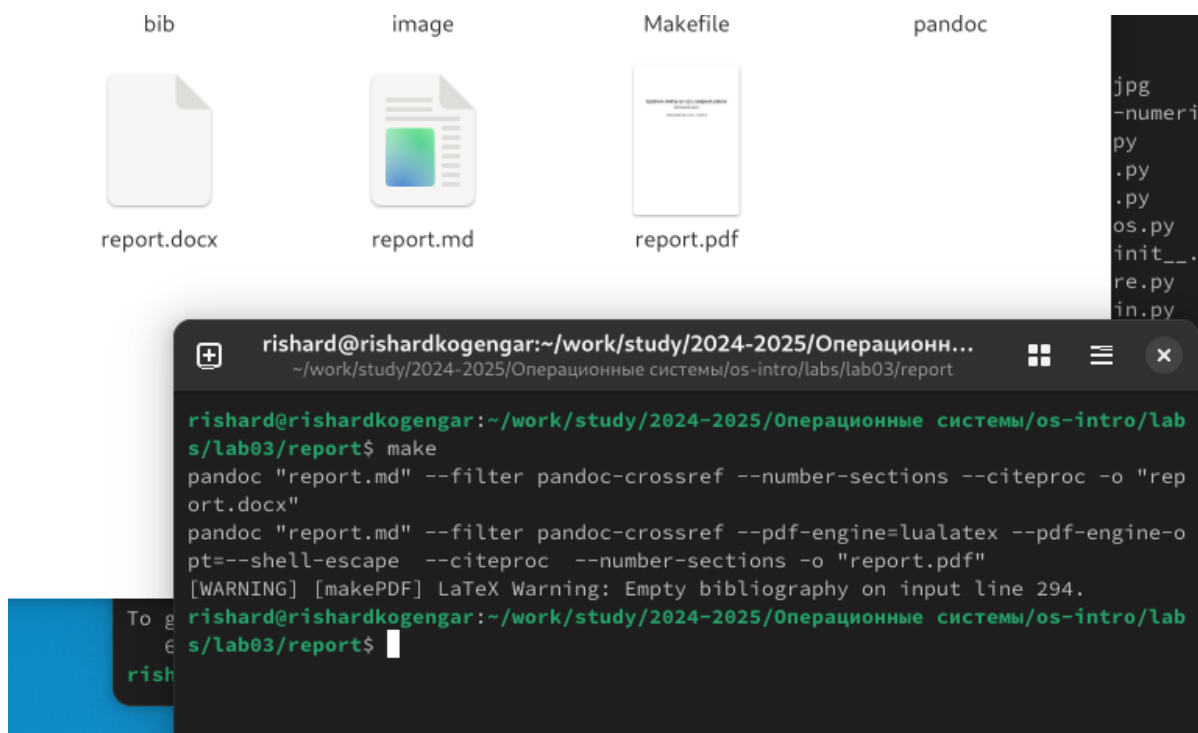 bib image Makefile pandoc
report.docx report.md report.pdf
jpg
-numeri
py
.py
.py
os.py
init__.
re.py
in.py
rishard@rishardkogengar:~/work/study/2024-2025/Операционн...
~/work/study/2024-2025/Операционные системы/os-intro/labs/lab03/report
rishard@rishardkogengar:~/work/study/2024-2025/Операционные системы/os-intro/lab
s/lab03/report$ make
pandoc "report.md" --filter pandoc-crossref --number-sections --citeproc -o "rep
ort.docx"
pandoc "report.md" --filter pandoc-crossref --pdf-engine=lualatex --pdf-engine-o
pt=--shell-escape  --citeproc  --number-sections -o "report.pdf"
[WARNING] [makePDF] LaTeX Warning: Empty bibliography on input line 294.
rishard@rishardkogengar:~/work/study/2024-2025/Операционные системы/os-intro/lab
s/lab03/report$
To g
6
rish